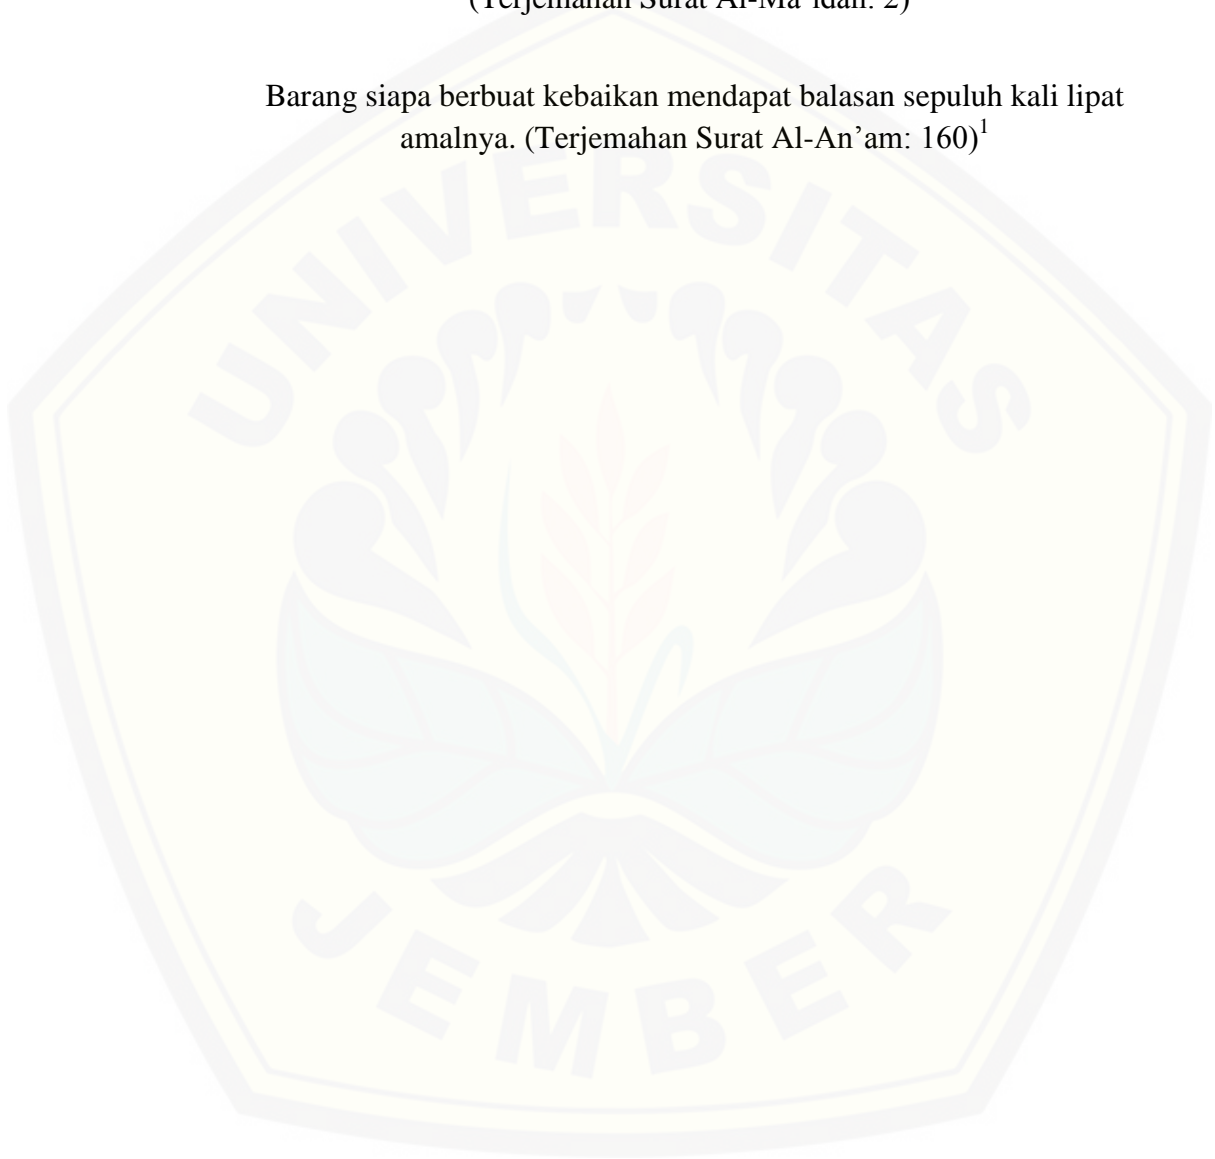 (Terjemahan Surat Al-Ma'idah: 2)
Barang siapa berbuat kebaikan mendapat balasan sepuluh kali lipat
amalnya. (Terjemahan Surat Al-An’am: 160)1
UNIVERSITAS
JEMBER